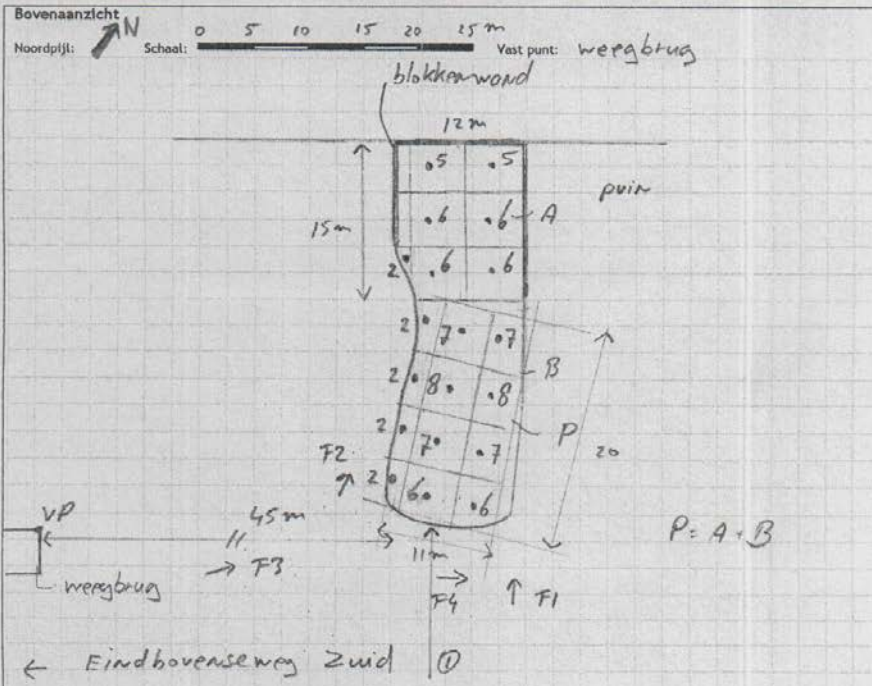 Bovenaanzicht
Noordpijl: N Schaal: 0 5 10 15 20 25 m Vast punt: weegbrug
blokkenwand
12 m
5 5
puin
15 m
6 6 A
2 6 6
2 7 7
B
2 8 8
P
2 7 7
20
F2
2 6 6
VP
45 m
11 m
P = A + B
F3
weegbrug
F4 F1
← Eindhovenseweg Zuid ①